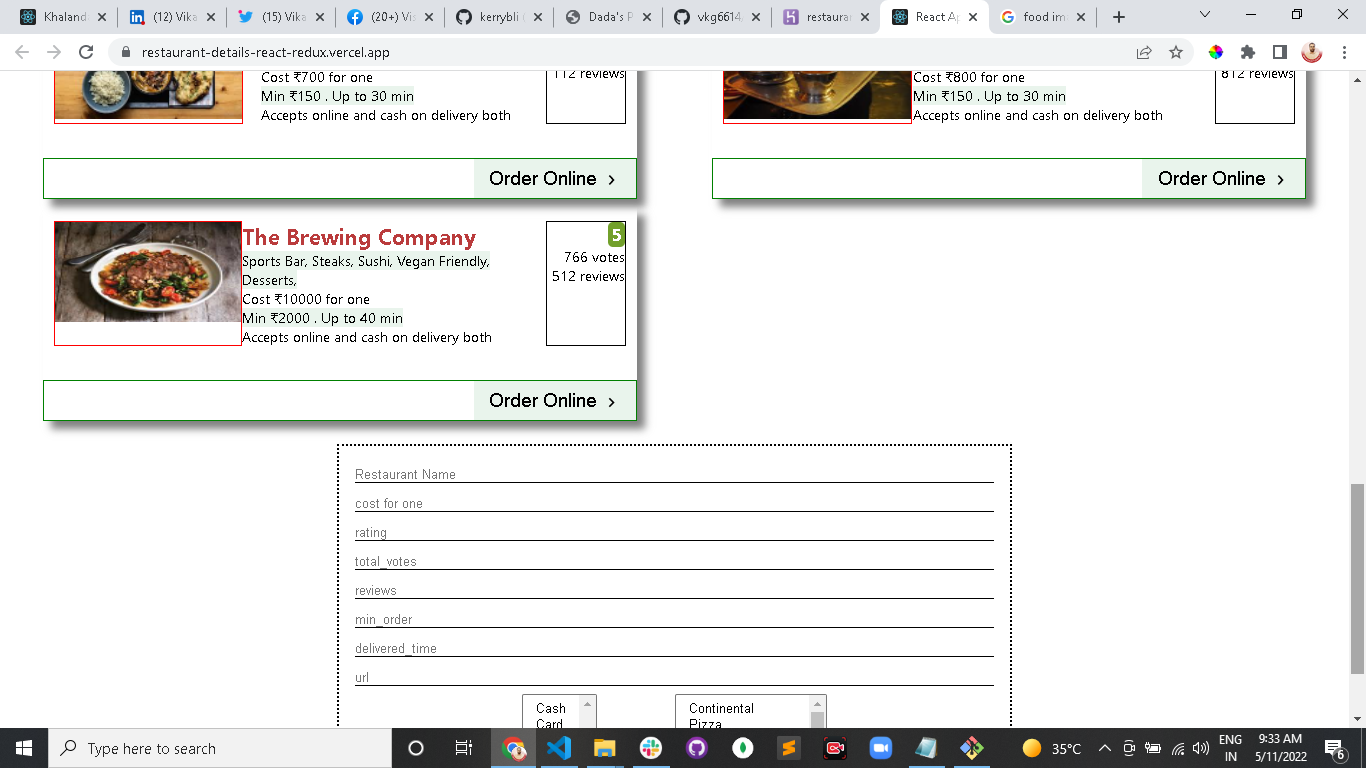 Khaland
(12) Vika
(15) Vika
(20+) Vis
kerrybli
Dada's P
vkg6614
restaurar
React Ap
food im
restaurant-details-react-redux.vercel.app
Cost ₹700 for one
112 reviews
Min ₹150 . Up to 30 min
Accepts online and cash on delivery both
Cost ₹800 for one
812 reviews
Min ₹150 . Up to 30 min
Accepts online and cash on delivery both
Order Online
Order Online
The Brewing Company
Sports Bar, Steaks, Sushi, Vegan Friendly,
Desserts,
Cost ₹10000 for one
Min ₹2000 . Up to 40 min
Accepts online and cash on delivery both
5
766 votes
512 reviews
Order Online
Restaurant Name
cost for one
rating
total_votes
reviews
min_order
delivered_time
url
Cash
Card
Continental
Pizza
Type here to search
35°C
ENG
IN
9:33 AM
5/11/2022
6